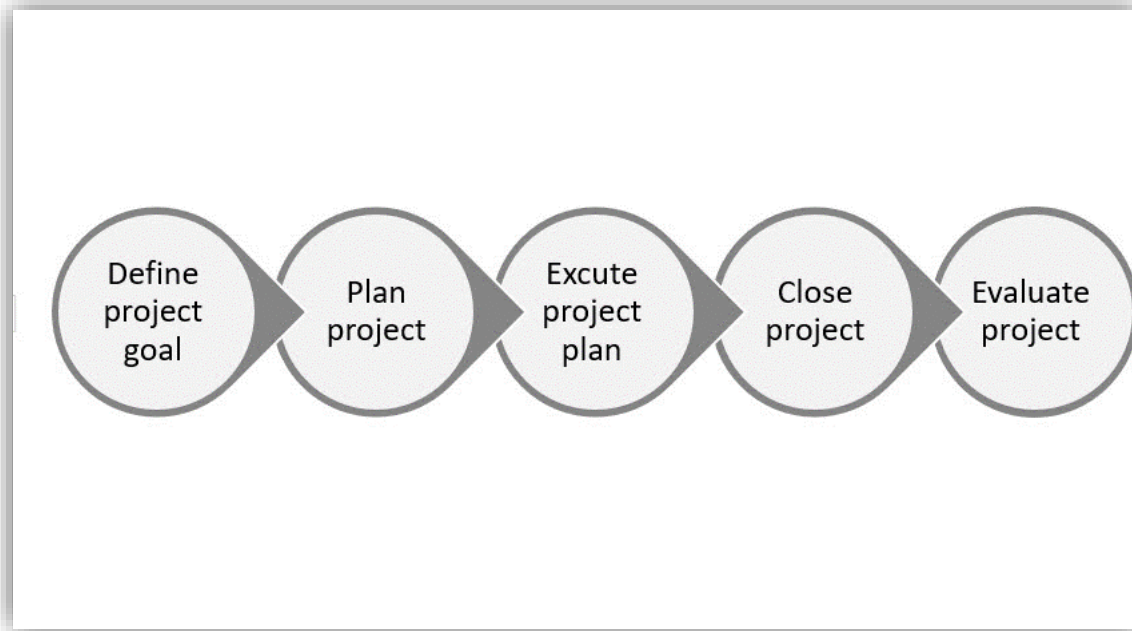 Define
project
goal
Plan
project
Excute
project
plan
Close
project
Evaluate
project